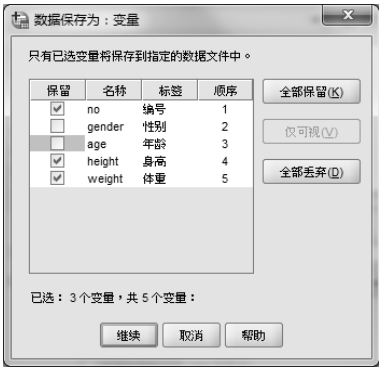 数据保存为：变量
只有已选变量将保存到指定的数据文件中。
保留 名称 标签 顺序
no 编号 1
gender 性别 2
age 年龄 3
height 身高 4
weight 体重 5
全部保留(K)
仅可视(V)
全部丢弃(D)
已选：3个变量，共5个变量：
继续 取消 帮助